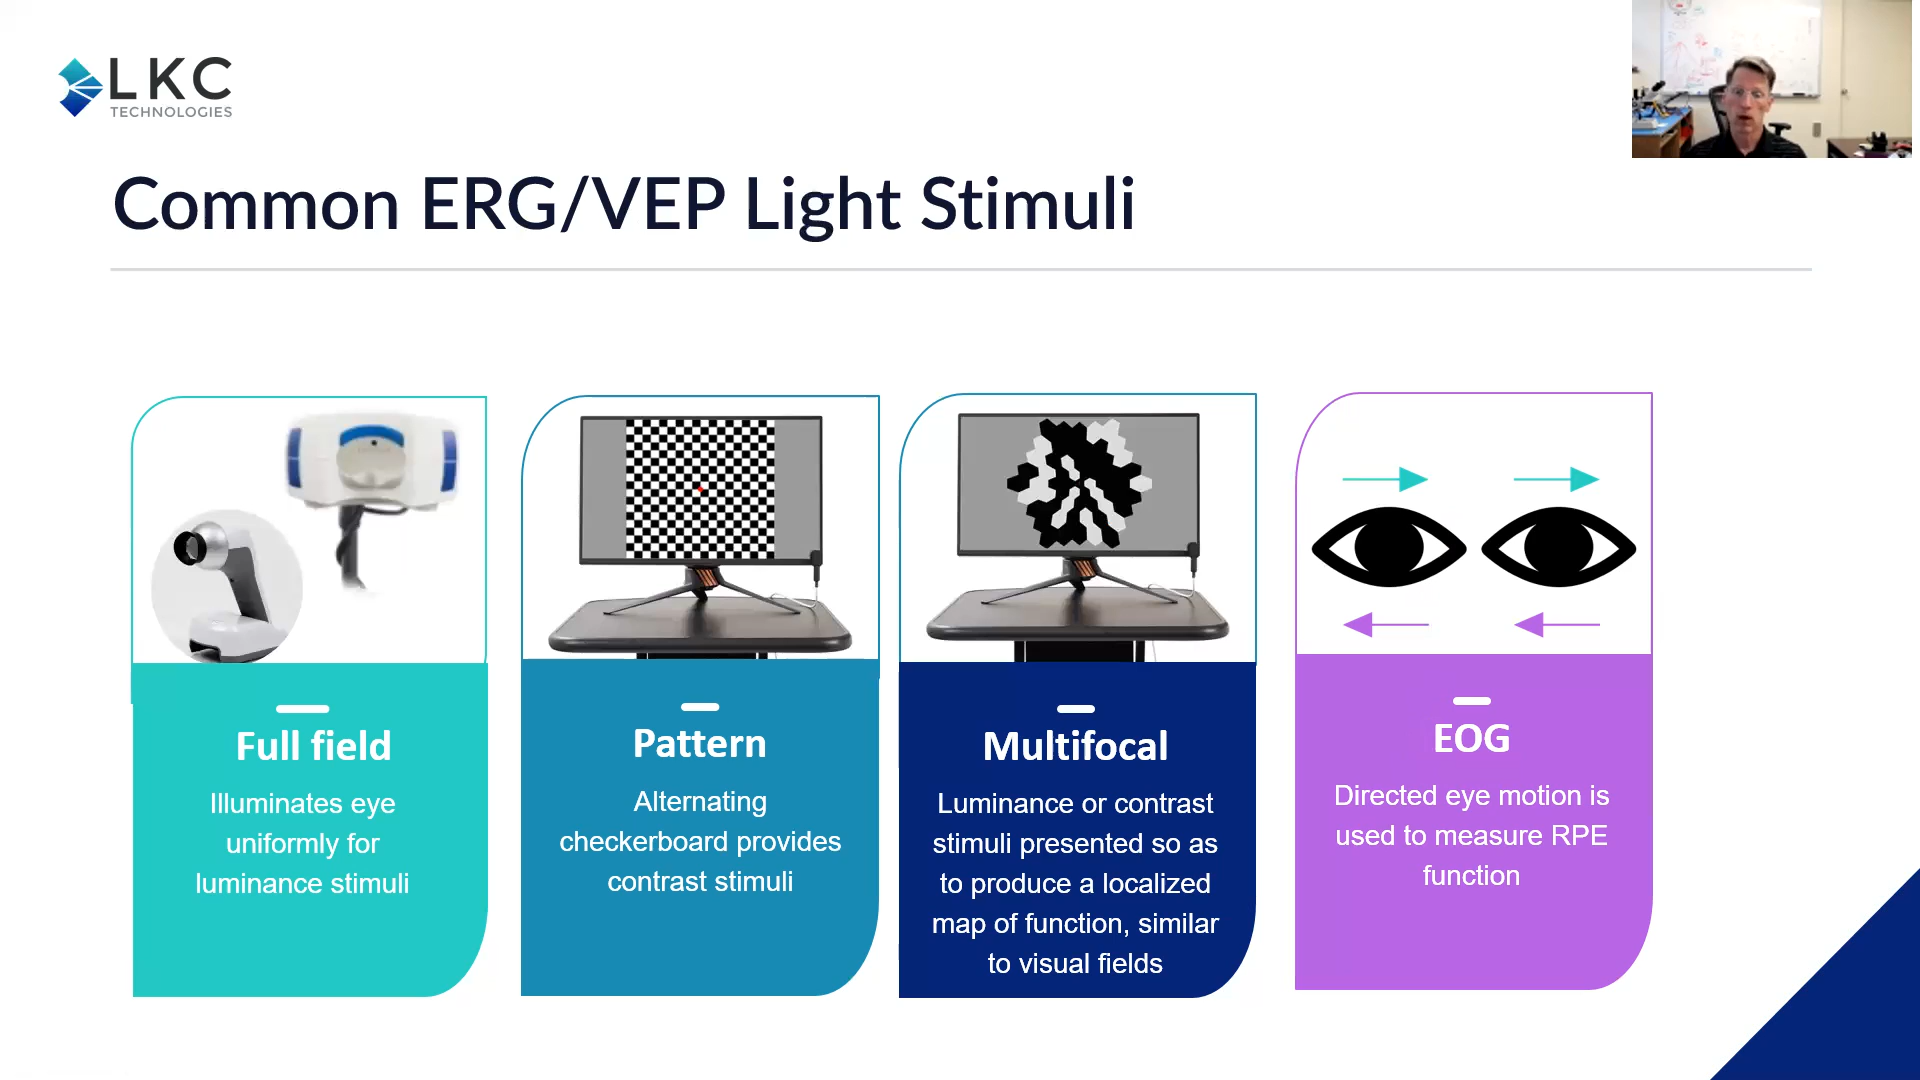 LKC
TECHNOLOGIES
Common ERG/VEP Light Stimuli
Full field
Illuminates eye
uniformly for
luminance stimuli
Pattern
Alternating
checkerboard provides
contrast stimuli
Multifocal
Luminance or contrast
stimuli presented so as
to produce a localized
map of function, similar
to visual fields
EOG
Directed eye motion is
used to measure RPE
function